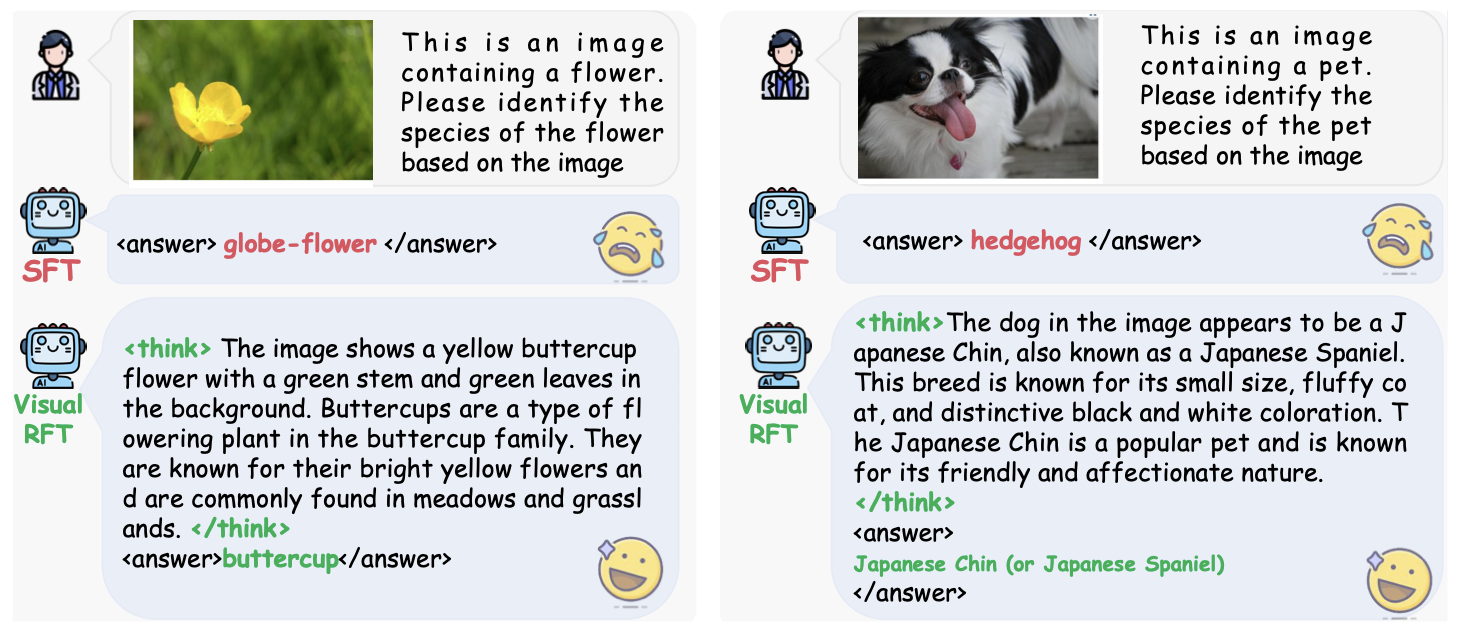 This is an image
containing a flower.
Please identify the
species of the flower
based on the image
AI
SFT
<answer> globe-flower </answer>
AI
Visual
RFT
<think> The image shows a yellow buttercup
flower with a green stem and green leaves in
the background. Buttercups are a type of fl
owering plant in the buttercup family. They
are known for their bright yellow flowers an
d are commonly found in meadows and grassl
ands. </think>
<answer>buttercup</answer>
This is an image
containing a pet.
Please identify the
species of the pet
based on the image
AI
SFT
<answer> hedgehog </answer>
AI
Visual
RFT
<think>The dog in the image appears to be a J
apanese Chin, also known as a Japanese Spaniel.
This breed is known for its small size, fluffy co
at, and distinctive black and white coloration. T
he Japanese Chin is a popular pet and is known
for its friendly and affectionate nature.
</think>
<answer>
Japanese Chin (or Japanese Spaniel)
</answer>